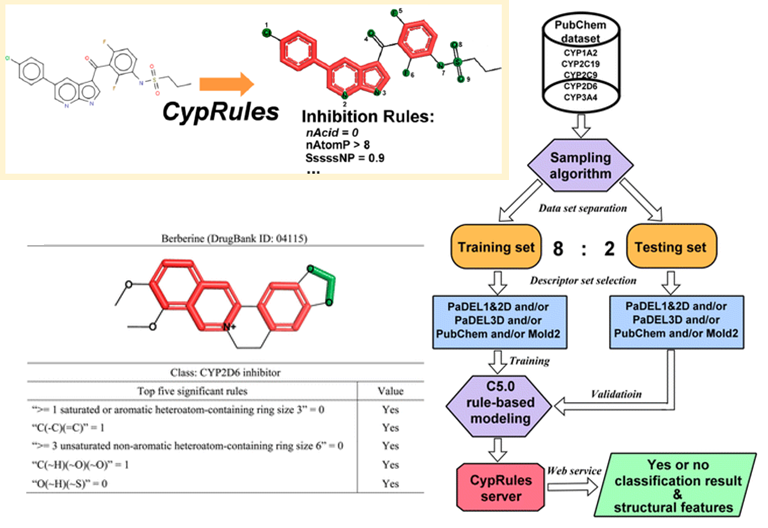 CypRules
Cl
O
F
F
N
N
N
S
O
O
1
2
3
4
5
6
7
8
9
Inhibition Rules:
nAcid = 0
nAtomP > 8
SssssNP = 0.9
...
Berberine (DrugBank ID: 04115)
O
O
N+
Class: CYP2D6 inhibitor
Top five significant rules Value
“>= 1 saturated or aromatic heteroatom-containing ring size 3” = 0 Yes
“C(-C)(=C)” = 1 Yes
“>= 3 unsaturated non-aromatic heteroatom-containing ring size 6” = 0 Yes
“C(~H)(~O)(~O)” = 1 Yes
“O(~H)(~S)” = 0 Yes
PubChem
dataset
CYP1A2
CYP2C19
CYP2C9
CYP2D6
CYP3A4
Sampling
algorithm
Data set separation
Training set 8 : 2 Testing set
Descriptor set selection
PaDEL1&2D and/or
PaDEL3D and/or
PubChem and/or Mold2
PaDEL1&2D and/or
PaDEL3D and/or
PubChem and/or Mold2
Training
C5.0
rule-based
modeling
Validatioin
CypRules
server
Web service
Yes or no
classification result
&
structural features